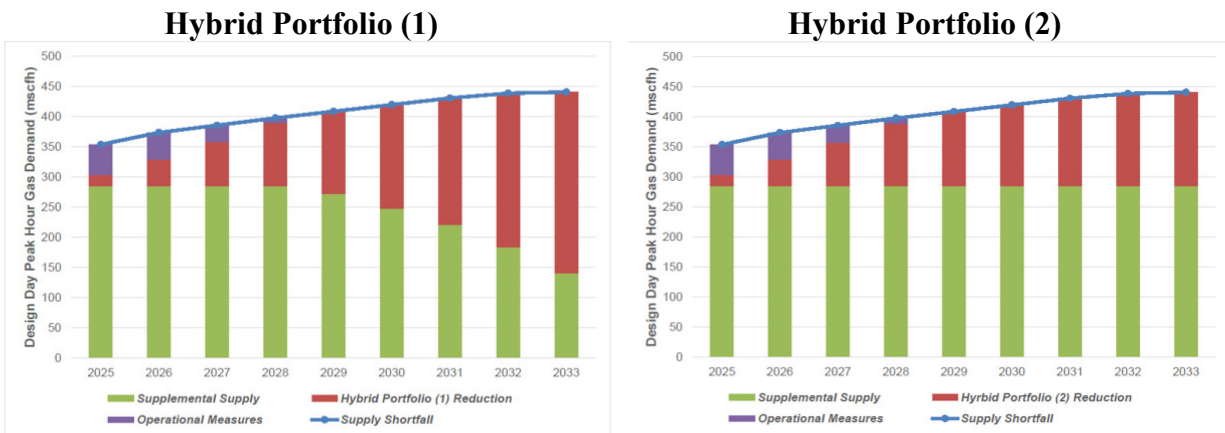 Hybrid Portfolio (1)
Design Day Peak Hour Gas Demand (mscfh)
500
450
400
350
300
250
200
150
100
50
0
2025 2026 2027 2028 2029 2030 2031 2032 2033
Supplemental Supply Hybrid Portfolio (1) Reduction
Operational Measures Supply Shortfall
Hybrid Portfolio (2)
Design Day Peak Hour Gas Demand (mscfh)
500
450
400
350
300
250
200
150
100
50
0
2025 2026 2027 2028 2029 2030 2031 2032 2033
Supplemental Supply Hybrid Portfolio (2) Reduction
Operational Measures Supply Shortfall